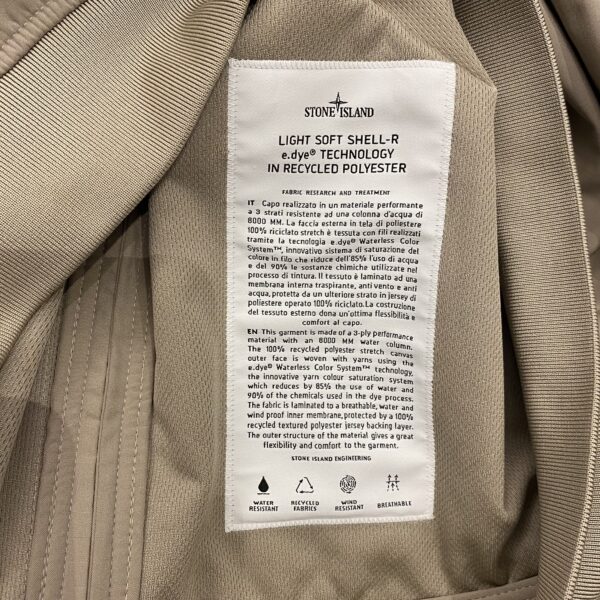 STONE ISLAND
LIGHT SOFT SHELL-R
e.dye® TECHNOLOGY
IN RECYCLED POLYESTER
FABRIC RESEARCH AND TREATMENT
IT Capo realizzato in un materiale performante
a 3 strati resistente ad una colonna d'acqua di
8000 MM. La faccia esterna in tela di poliestere
100% riciclato stretch è tessuta con fili realizzati
tramite la tecnologia e.dye® Waterless Color
System™, innovativo sistema di saturazione del
colore in filo che riduce dell'85% l'uso di acqua
e del 90% le sostanze chimiche utilizzate nel
processo di tintura. Il tessuto è laminato ad una
membrana interna traspirante, anti vento e anti
acqua, protetta da un ulteriore strato in jersey di
poliestere operato 100% riciclato. La costruzione
del tessuto esterno dona un'ottima flessibilità e
comfort al capo.
EN This garment is made of a 3-ply performance
material with an 8000 MM water column.
The 100% recycled polyester stretch canvas
outer face is woven with yarns using the
e.dye® Waterless Color System™ technology,
the innovative yarn colour saturation system
which reduces by 85% the use of water and
90% of the chemicals used in the dye process.
The fabric is laminated to a breathable, water and
wind proof inner membrane, protected by a 100%
recycled textured polyester jersey backing layer.
The outer structure of the material gives a great
flexibility and comfort to the garment.
STONE ISLAND ENGINEERING
WATER RESISTANT
RECYCLED FABRICS
WIND RESISTANT
BREATHABLE